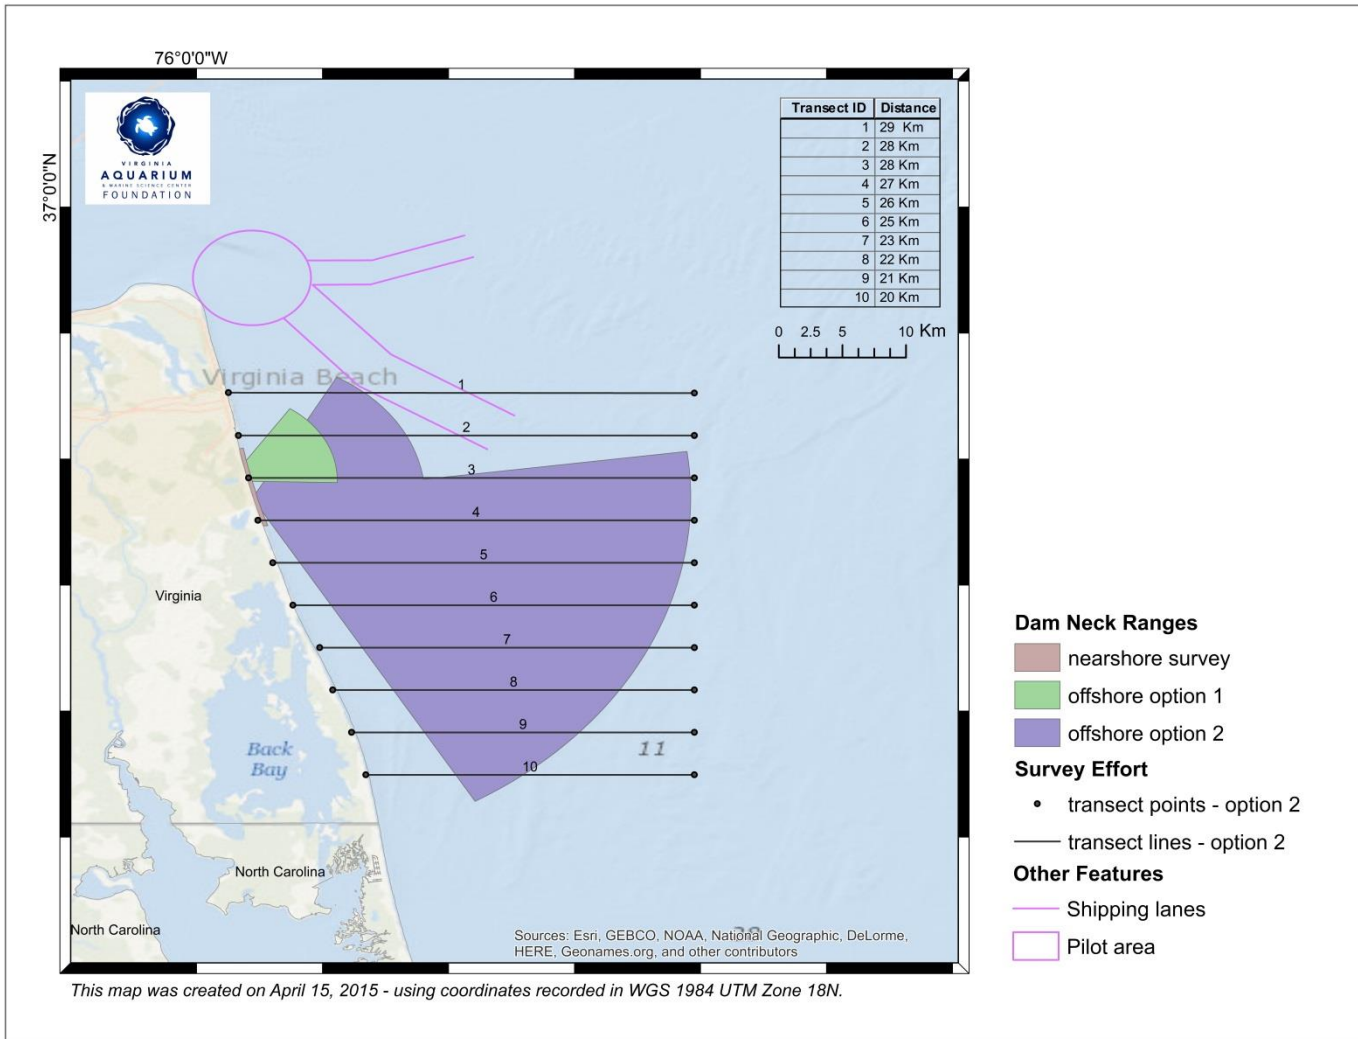 76°0'0"W
37°0'0"N
VIRGINIA
AQUARIUM
& MARINE SCIENCE CENTER
FOUNDATION
Transect ID Distance
1 29 Km
2 28 Km
3 28 Km
4 27 Km
5 26 Km
6 25 Km
7 23 Km
8 22 Km
9 21 Km
10 20 Km
0 2.5 5 10 Km
Virginia Beach
1
2
3
4
5
6
7
8
9
10
Virginia
Back
Bay
11
North Carolina
North Carolina
Sources: Esri, GEBCO, NOAA, National Geographic, DeLorme,
HERE, Geonames.org, and other contributors
This map was created on April 15, 2015 - using coordinates recorded in WGS 1984 UTM Zone 18N.
Dam Neck Ranges
nearshore survey
offshore option 1
offshore option 2
Survey Effort
transect points - option 2
transect lines - option 2
Other Features
Shipping lanes
Pilot area